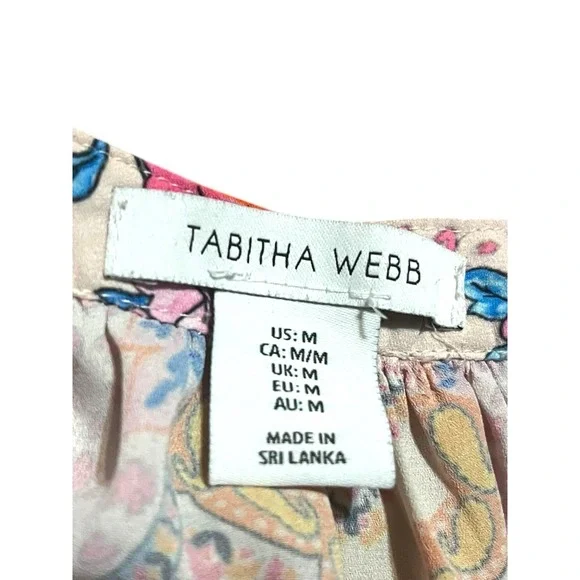 TABITHA WEBB
US: M
CA: M/M
UK: M
EU: M
AU: M
MADE IN
SRI LANKA